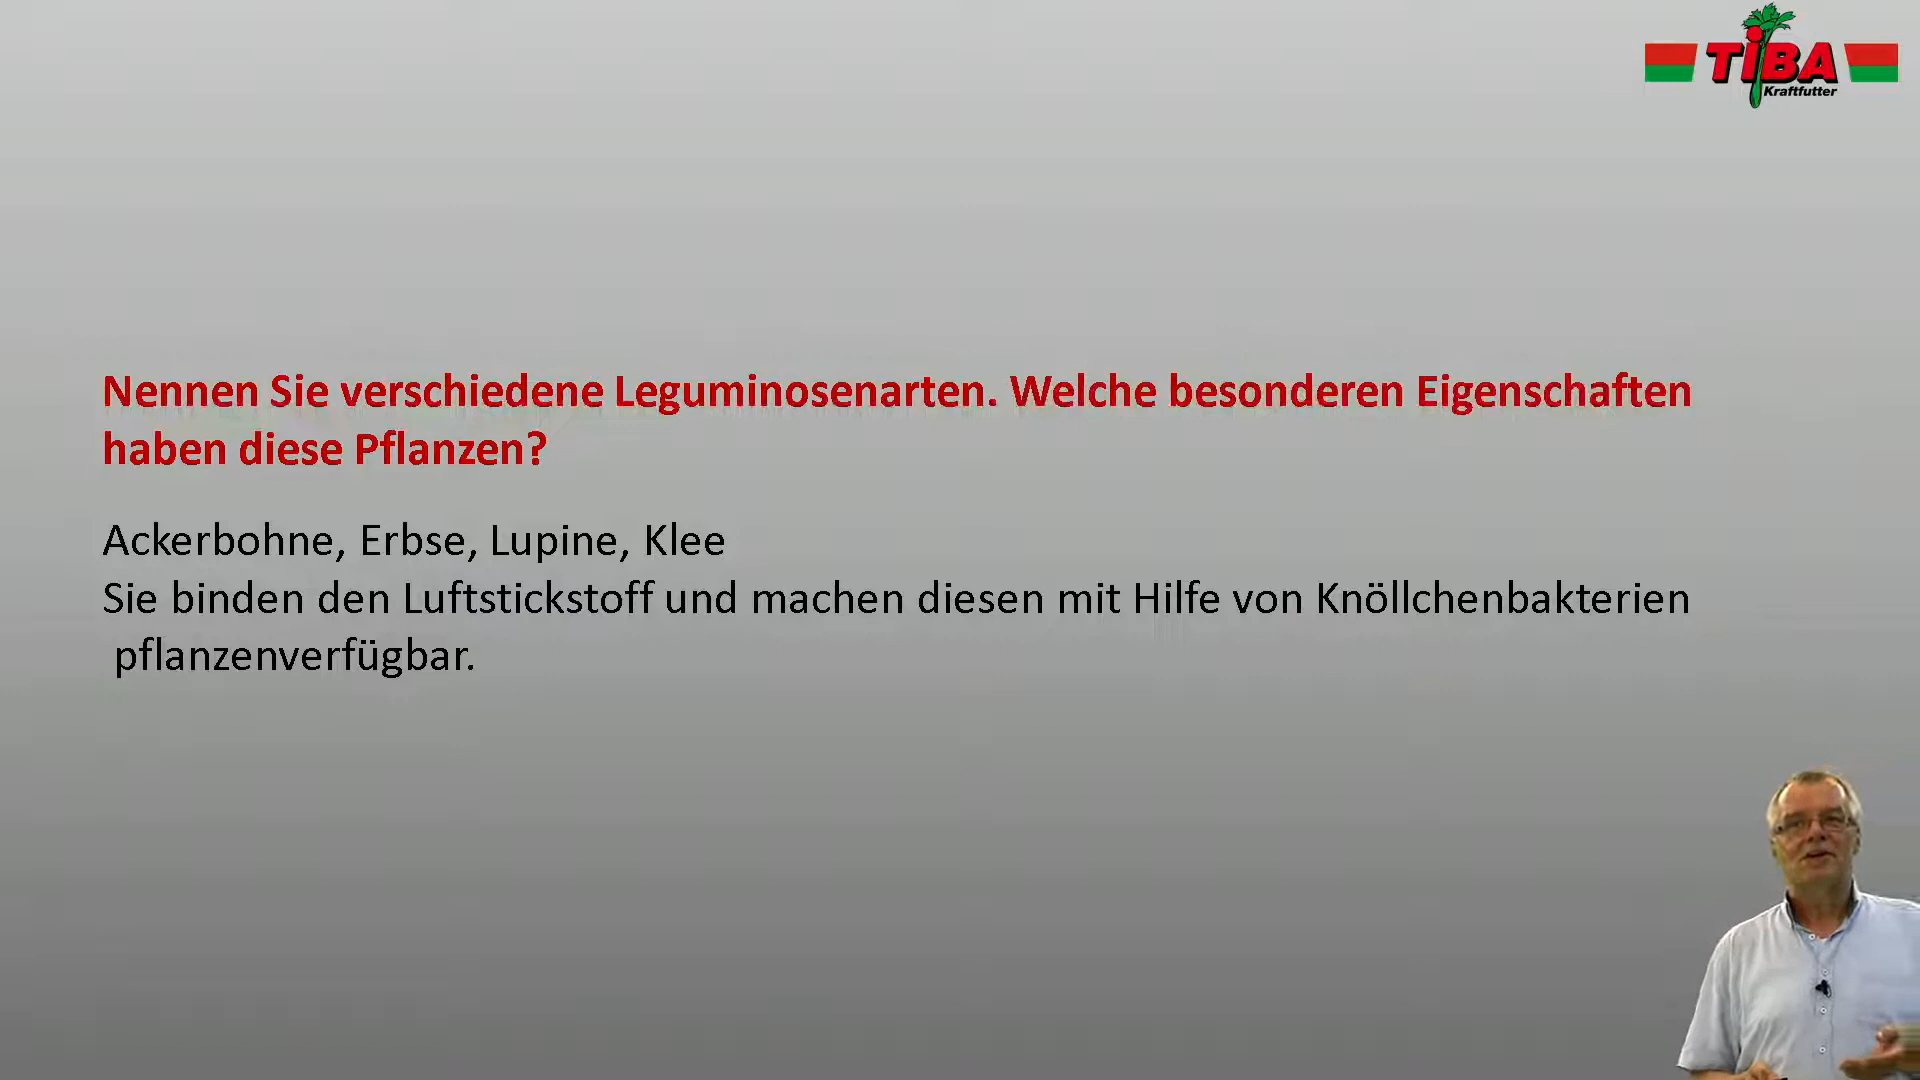 TiBA
Kraftfutter
Nennen Sie verschiedene Leguminosenarten. Welche besonderen Eigenschaften
haben diese Pflanzen?
Ackerbohne, Erbse, Lupine, Klee
Sie binden den Luftstickstoff und machen diesen mit Hilfe von Knöllchenbakterien
pflanzenverfügbar.